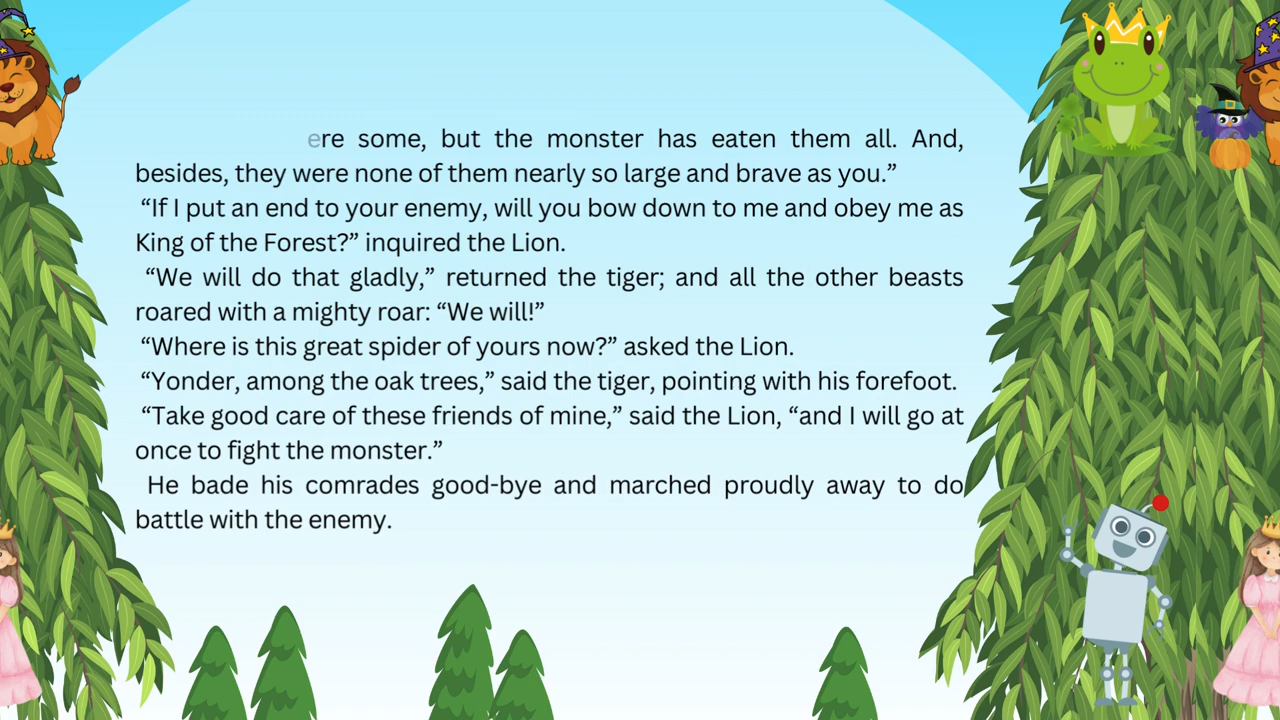 ere some, but the monster has eaten them all. And,
besides, they were none of them nearly so large and brave as you.”
“If I put an end to your enemy, will you bow down to me and obey me as
King of the Forest?” inquired the Lion.
“We will do that gladly,” returned the tiger; and all the other beasts
roared with a mighty roar: “We will!”
“Where is this great spider of yours now?” asked the Lion.
“Yonder, among the oak trees,” said the tiger, pointing with his forefoot.
“Take good care of these friends of mine,” said the Lion, “and I will go at
once to fight the monster.”
He bade his comrades good-bye and marched proudly away to do
battle with the enemy.